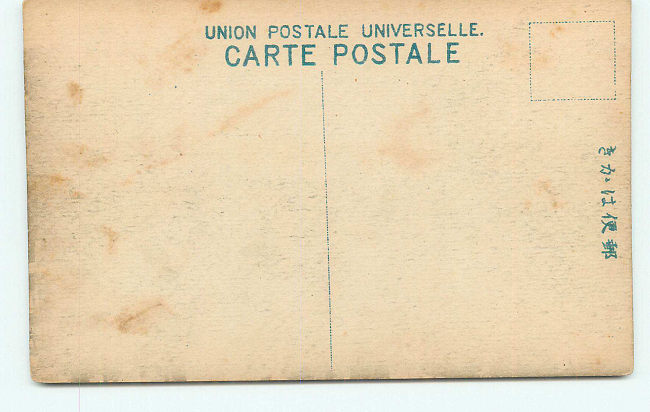 UNION POSTALE UNIVERSELLE.
CARTE POSTALE
きかは便郵